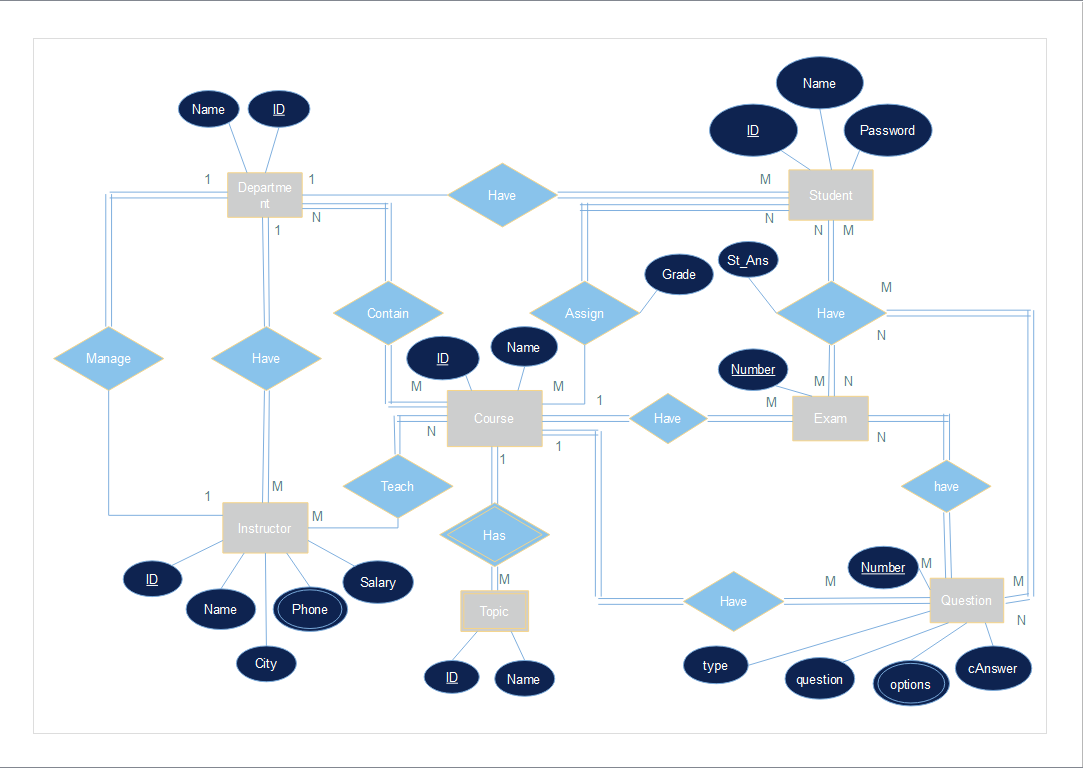 Name
Name
ID
ID
Password
1
1
M
Departme
nt
Have
Student
N
N
1
N
M
St_Ans
Grade
M
Contain
Assign
Have
N
Name
Manage
Have
ID
Number
M
M
M
N
1
M
Course
Have
Exam
N
N
1
1
Teach
have
M
1
M
Instructor
Has
M
Number
ID
M
M
M
Salary
Name
Phone
Topic
Have
Question
N
City
type
cAnswer
ID
Name
question
options